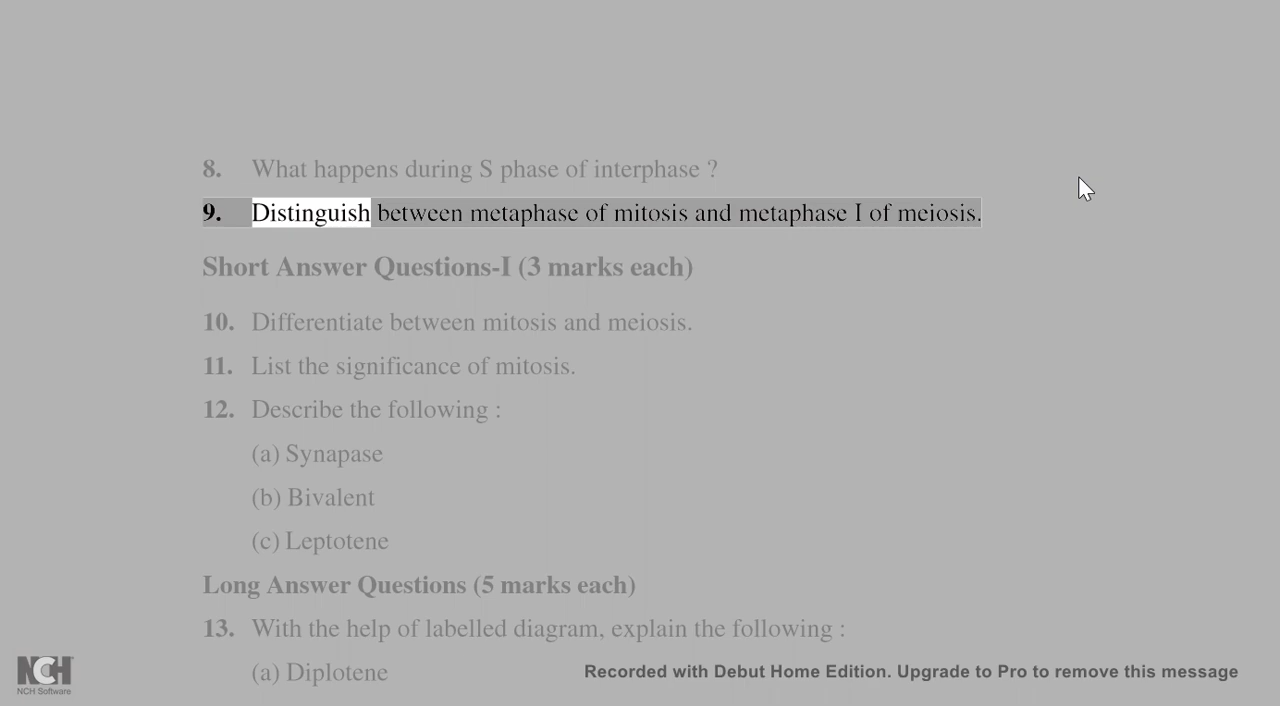 8. What happens during S phase of interphase ?
9. Distinguish between metaphase of mitosis and metaphase I of meiosis.
Short Answer Questions-I (3 marks each)
10. Differentiate between mitosis and meiosis.
11. List the significance of mitosis.
12. Describe the following :
(a) Synapase
(b) Bivalent
(c) Leptotene
Long Answer Questions (5 marks each)
13. With the help of labelled diagram, explain the following :
(a) Diplotene
NCH
NCH Software
Recorded with Debut Home Edition. Upgrade to Pro to remove this message